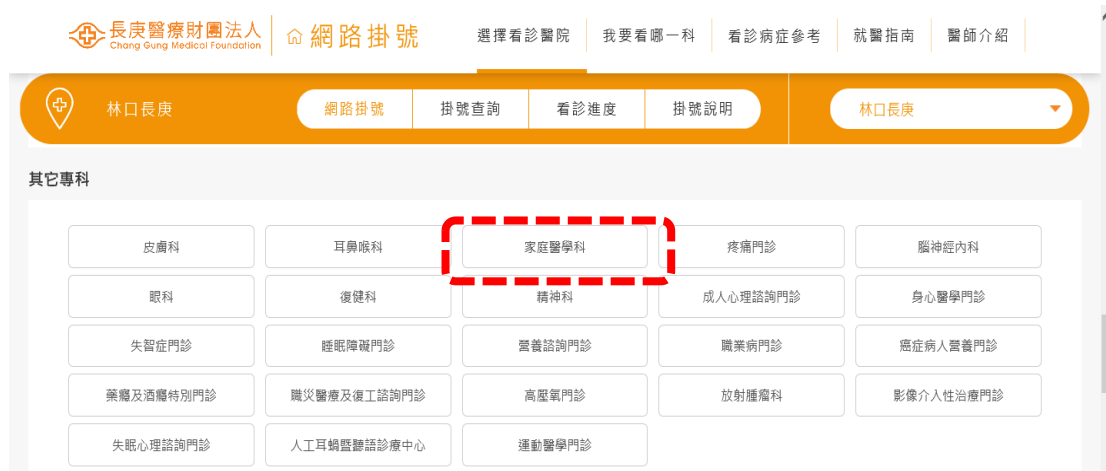 長庚醫療財團法人
Chang Gung Medical Foundation
網路掛號
選擇看診醫院 我要看哪一科 看診病症參考 就醫指南 醫師介紹
林口長庚 網路掛號 掛號查詢 看診進度 掛號說明 林口長庚
其它專科
皮膚科 耳鼻喉科 家庭醫學科 疼痛門診 腦神經內科
眼科 復健科 精神科 成人心理諮詢門診 身心醫學門診
失智症門診 睡眠障礙門診 營養諮詢門診 職業病門診 癌症病人營養門診
藥癮及酒癮特別門診 職災醫療及復工諮詢門診 高壓氧門診 放射腫瘤科 影像介入性治療門診
失眠心理諮詢門診 人工耳蝸暨聽語診療中心 運動醫學門診